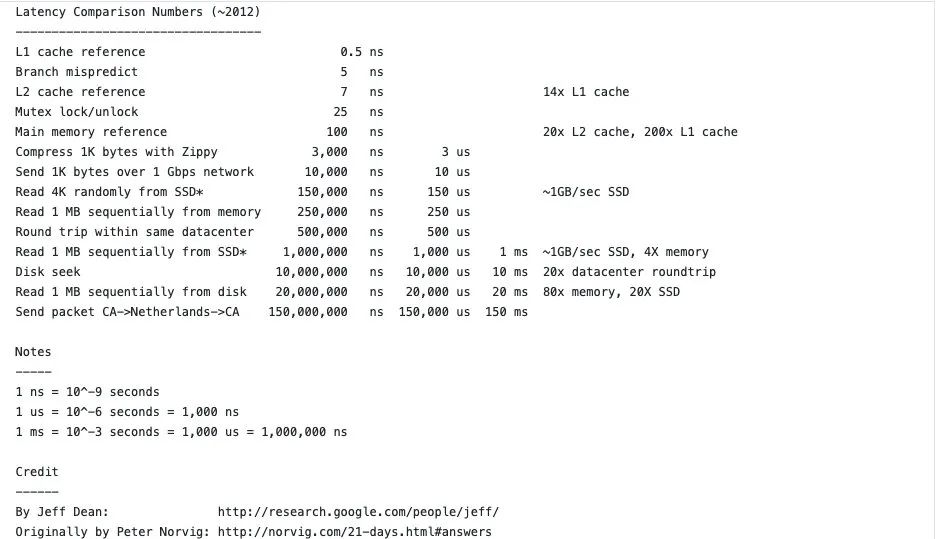 Latency Comparison Numbers (~2012)
----------------------------------
L1 cache reference                           0.5 ns
Branch mispredict                            5   ns
L2 cache reference                           7   ns                      14x L1 cache
Mutex lock/unlock                           25   ns
Main memory reference                      100   ns                      20x L2 cache, 200x L1 cache
Compress 1K bytes with Zippy             3,000   ns        3 us
Send 1K bytes over 1 Gbps network       10,000   ns       10 us
Read 4K randomly from SSD*             150,000   ns      150 us          ~1GB/sec SSD
Read 1 MB sequentially from memory     250,000   ns      250 us
Round trip within same datacenter      500,000   ns      500 us
Read 1 MB sequentially from SSD*     1,000,000   ns    1,000 us    1 ms  ~1GB/sec SSD, 4X memory
Disk seek                           10,000,000   ns   10,000 us   10 ms  20x datacenter roundtrip
Read 1 MB sequentially from disk    20,000,000   ns   20,000 us   20 ms  80x memory, 20X SSD
Send packet CA->Netherlands->CA    150,000,000   ns  150,000 us  150 ms
Notes
-----
1 ns = 10^-9 seconds
1 us = 10^-6 seconds = 1,000 ns
1 ms = 10^-3 seconds = 1,000 us = 1,000,000 ns
Credit
------
By Jeff Dean:               http://research.google.com/people/jeff/
Originally by Peter Norvig: http://norvig.com/21-days.html#answers